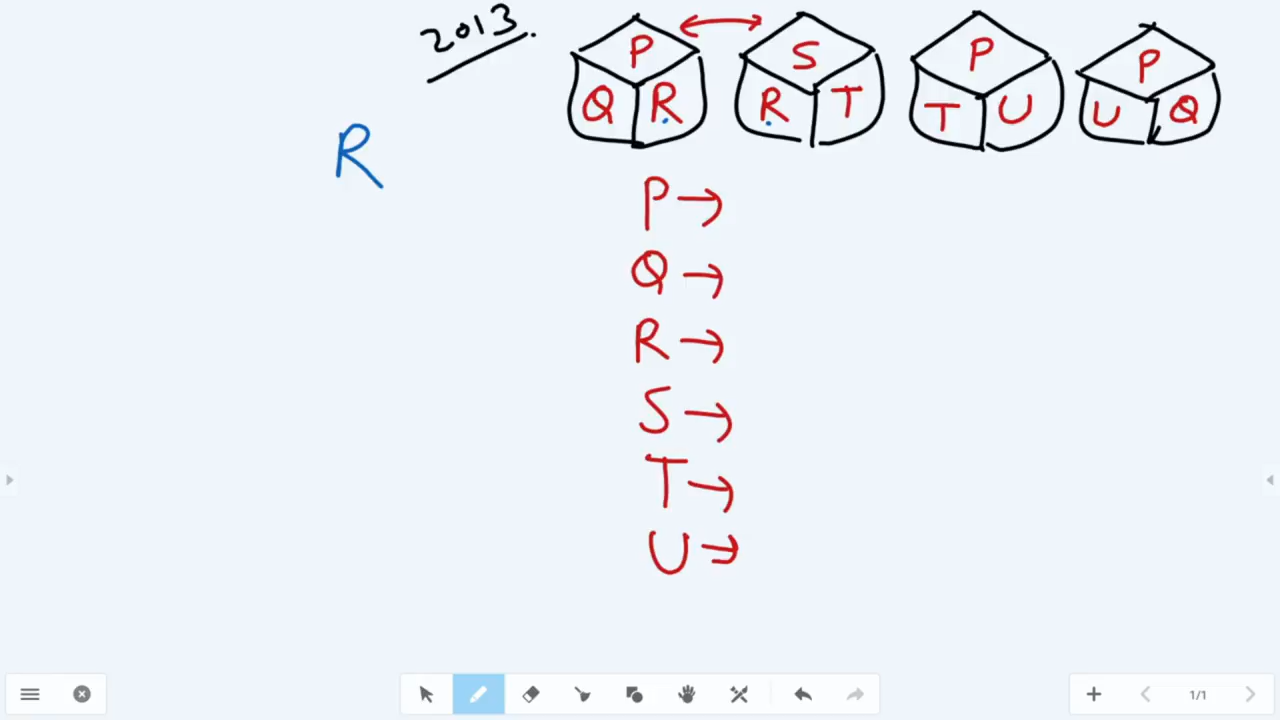 2013.
P S P P
Q R R T T U U Q
R
P →
Q →
R →
S →
T →
U →
1/1